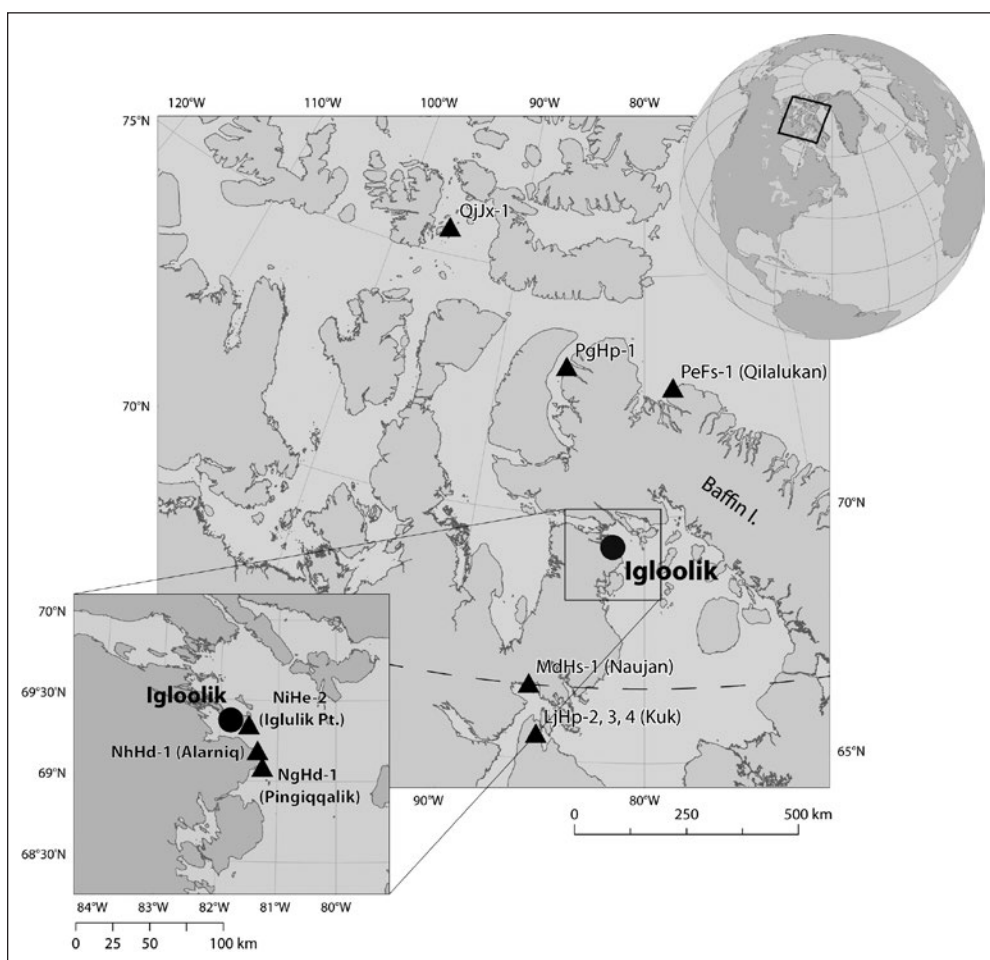 120°W
110°W
100°W
90°W
80°W
75°N
QjJx-1
PgHp-1
PeFs-1 (Qilalukan)
70°N
Baffin I.
70°N
Igloolik
MdHs-1 (Naujan)
LjHp-2, 3, 4 (Kuk)
65°N
90°W
80°W
0 250 500 km
70°N
69°30'N
69°N
68°30'N
Igloolik
NiHe-2
(Iglulik Pt.)
NhHd-1 (Alarniq)
NgHd-1
(Pingiqqalik)
84°W 83°W 82°W 81°W 80°W
0 25 50 100 km